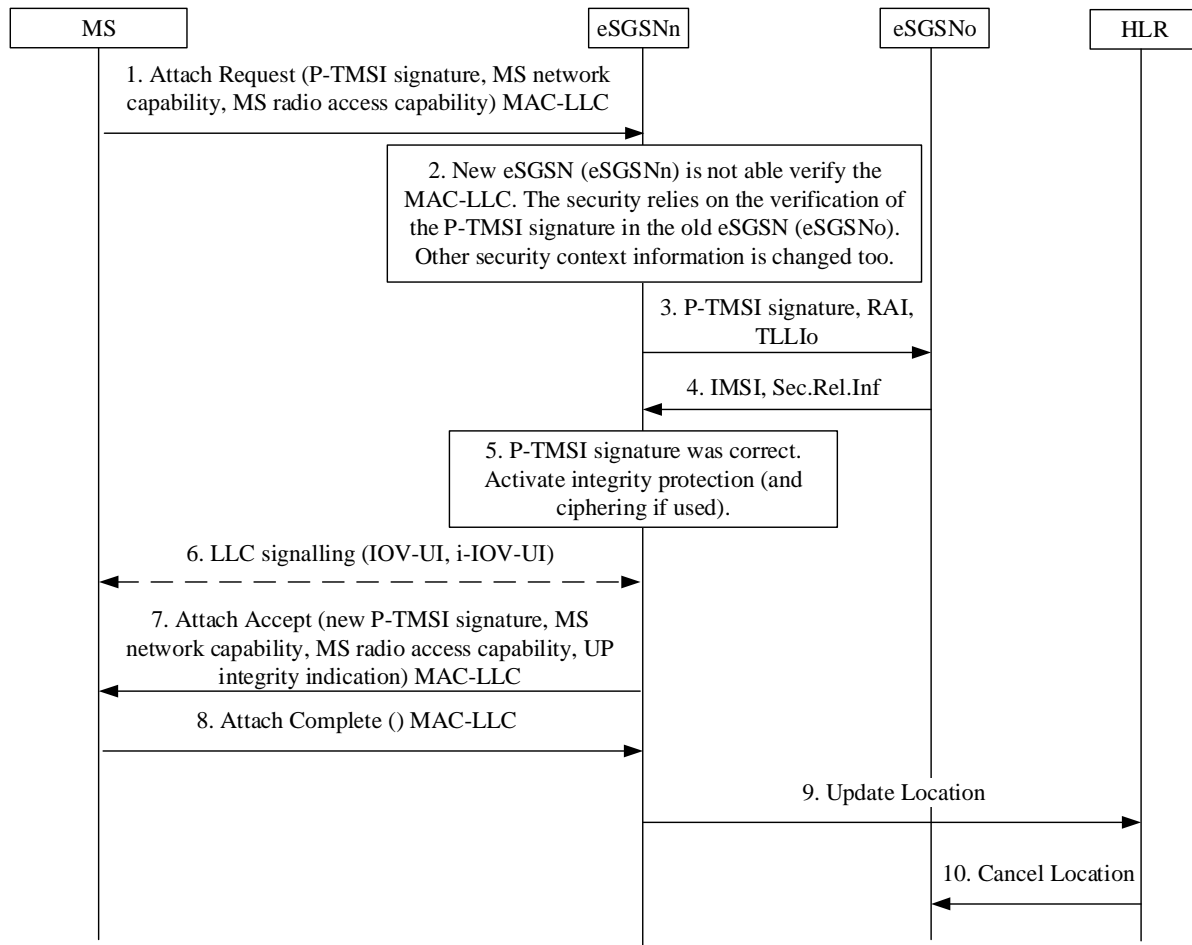 MS
eSGSNn
eSGSNo
HLR
1. Attach Request (P-TMSI signature, MS network
capability, MS radio access capability) MAC-LLC
2. New eSGSN (eSGSNn) is not able verify the
MAC-LLC. The security relies on the verification of
the P-TMSI signature in the old eSGSN (eSGSNo).
Other security context information is changed too.
3. P-TMSI signature, RAI,
TLLIo
4. IMSI, Sec.Rel.Inf
5. P-TMSI signature was correct.
Activate integrity protection (and
ciphering if used).
6. LLC signalling (IOV-UI, i-IOV-UI)
7. Attach Accept (new P-TMSI signature, MS
network capability, MS radio access capability, UP
integrity indication) MAC-LLC
8. Attach Complete () MAC-LLC
9. Update Location
10. Cancel Location